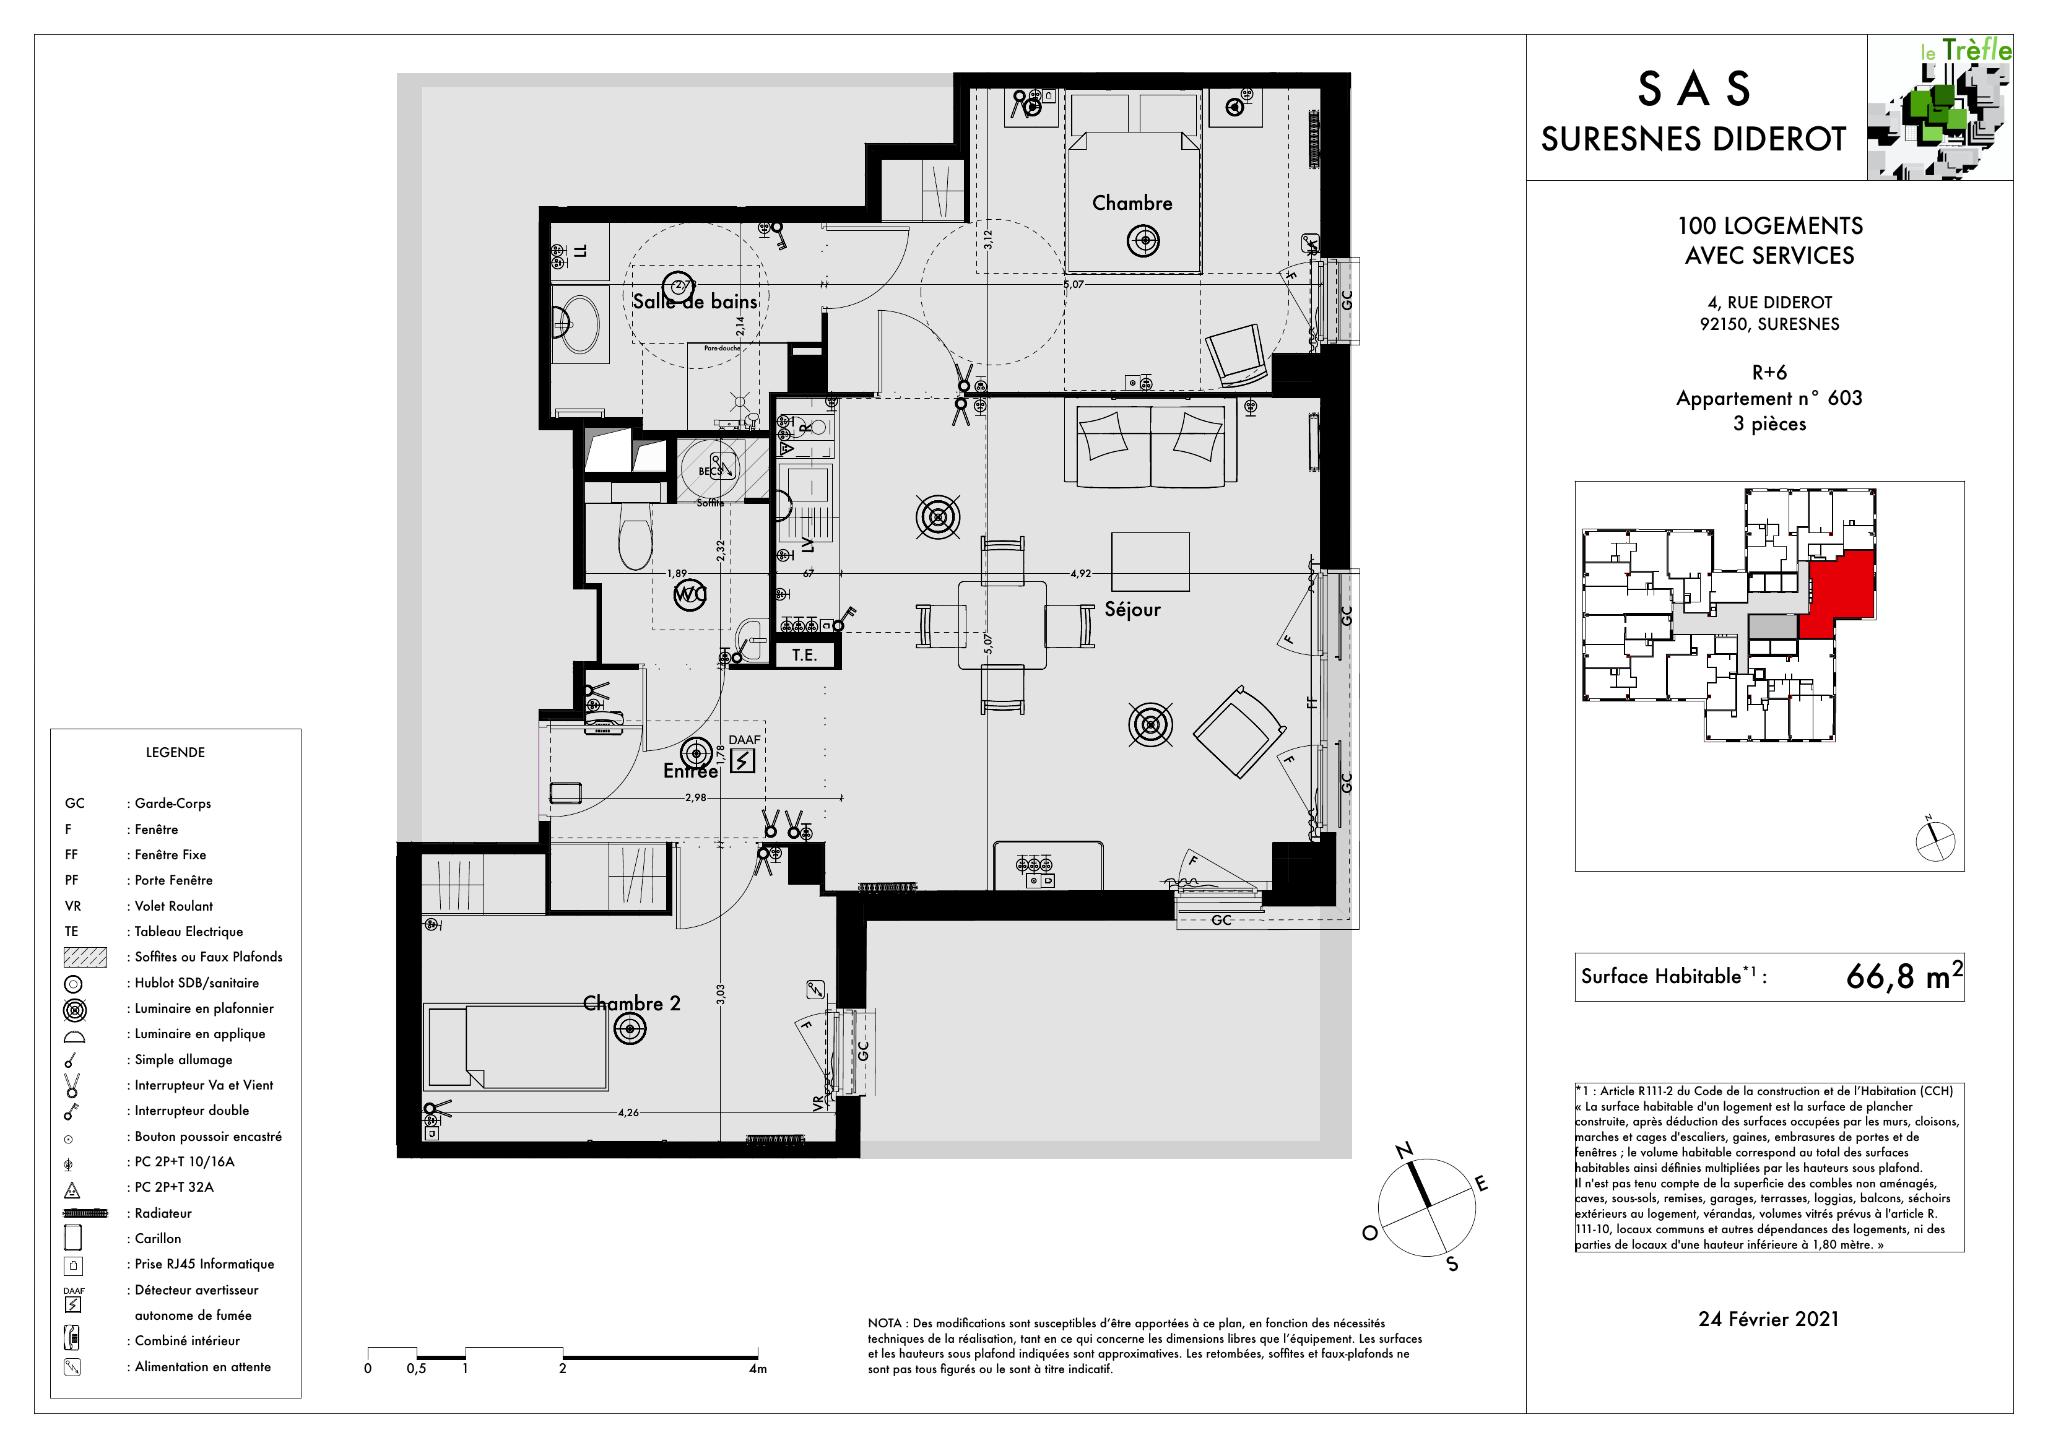 le Trèfle
S A S
SURESNES DIDEROT
100 LOGEMENTS
AVEC SERVICES
4, RUE DIDEROT
92150, SURESNES
R+6
Appartement n° 603
3 pièces
N
Surface Habitable*1 :
66,8 m2
*1 : Article R111-2 du Code de la construction et de l'Habitation (CCH)
« La surface habitable d'un logement est la surface de plancher
construite, après déduction des surfaces occupées par les murs, cloisons,
marches et cages d'escaliers, gaines, embrasures de portes et de
fenêtres ; le volume habitable correspond au total des surfaces
habitables ainsi définies multipliées par les hauteurs sous plafond.
Il n'est pas tenu compte de la superficie des combles non aménagés,
caves, sous-sols, remises, garages, terrasses, loggias, balcons, séchoirs
extérieurs au logement, vérandas, volumes vitrés prévus à l'article R.
111-10, locaux communs et autres dépendances des logements, ni des
parties de locaux d'une hauteur inférieure à 1,80 mètre. »
24 Février 2021
Chambre
3,12
5,07
F
GC
LL
Salle de bains
2,14
Pare-douche
BECS
Soffite
R
LV
2,32
1,89
67
4,92
WC
T.E.
Séjour
5,07
F
GC
FF
F
GC
DAAF
1,78
Entrée
2,98
F
GC
Chambre 2
3,03
F
GC
VR
4,26
LEGENDE
GC : Garde-Corps
F : Fenêtre
FF : Fenêtre Fixe
PF : Porte Fenêtre
VR : Volet Roulant
TE : Tableau Electrique
: Soffites ou Faux Plafonds
: Hublot SDB/sanitaire
: Luminaire en plafonnier
: Luminaire en applique
: Simple allumage
: Interrupteur Va et Vient
: Interrupteur double
: Bouton poussoir encastré
: PC 2P+T 10/16A
: PC 2P+T 32A
: Radiateur
: Carillon
: Prise RJ45 Informatique
DAAF : Détecteur avertisseur
autonome de fumée
: Combiné intérieur
: Alimentation en attente
0 0,5 1 2 4m
NOTA : Des modifications sont susceptibles d'être apportées à ce plan, en fonction des nécessités
techniques de la réalisation, tant en ce qui concerne les dimensions libres que l'équipement. Les surfaces
et les hauteurs sous plafond indiquées sont approximatives. Les retombées, soffites et faux-plafonds ne
sont pas tous figurés ou le sont à titre indicatif.
N
E
O
S